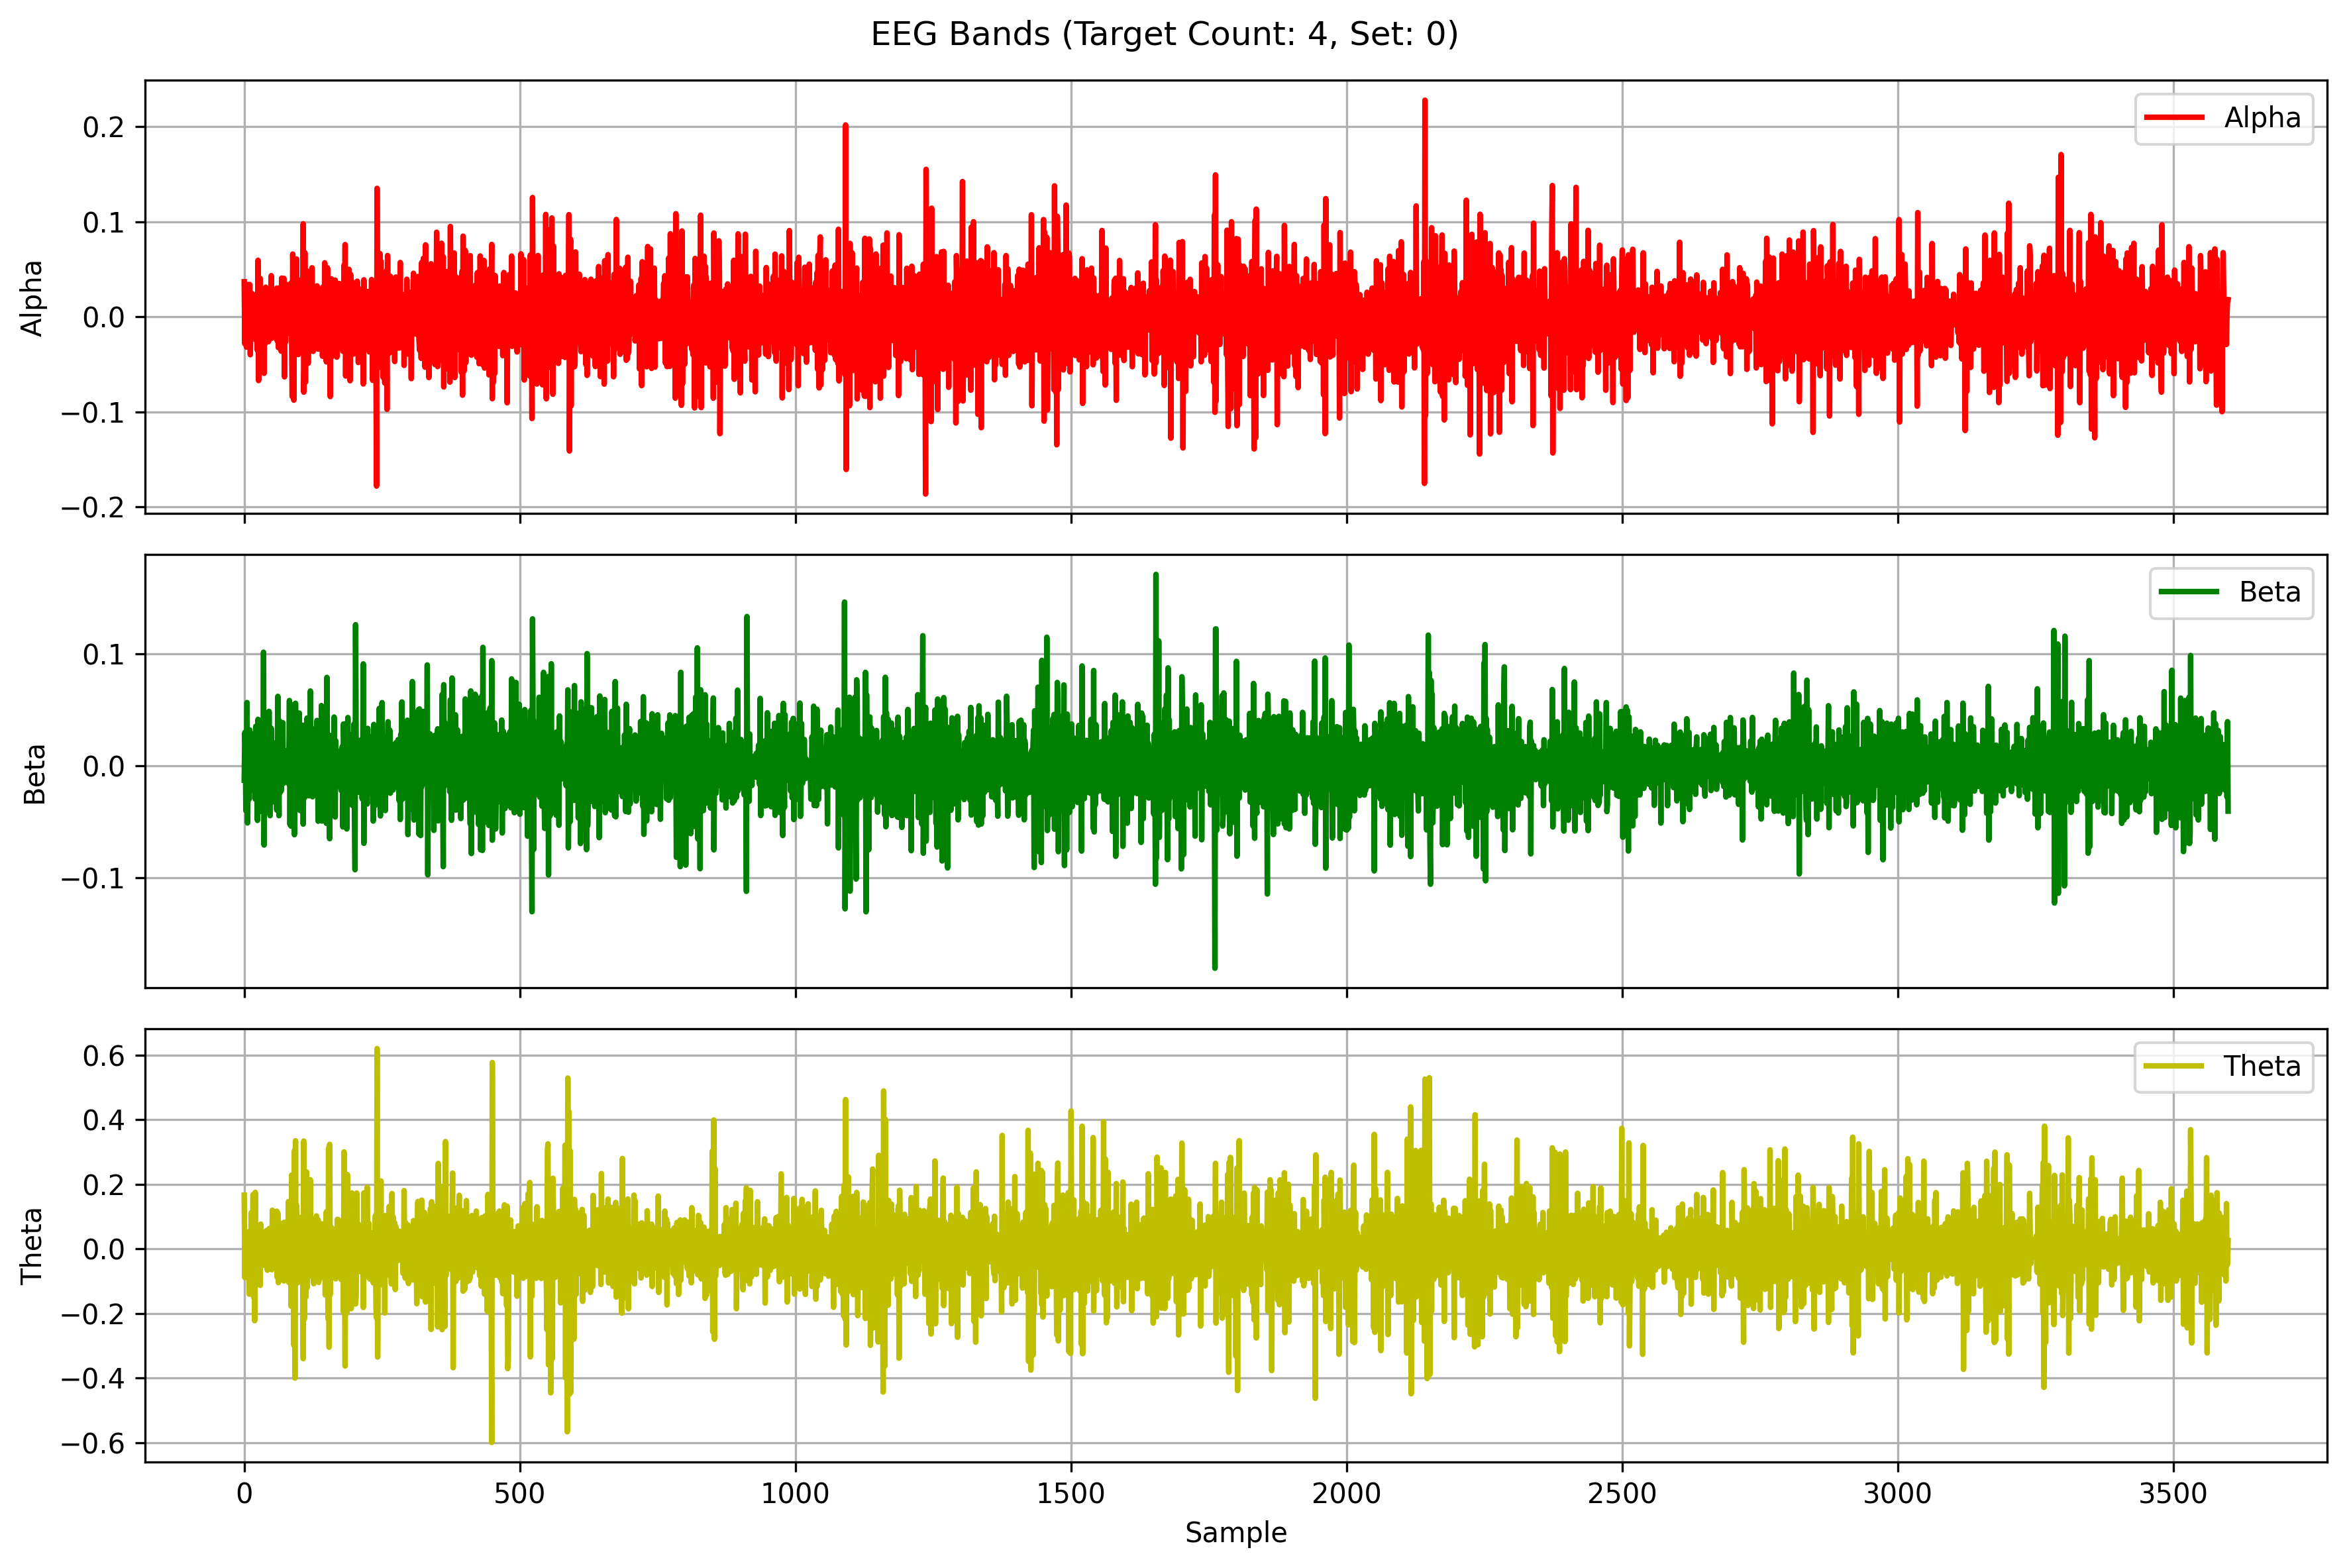 EEG Bands (Target Count: 4, Set: 0)
Alpha
0.2
0.1
0.0
−0.1
−0.2
Alpha
Beta
0.1
0.0
−0.1
Beta
Theta
0.6
0.4
0.2
0.0
−0.2
−0.4
−0.6
Theta
0 500 1000 1500 2000 2500 3000 3500
Sample